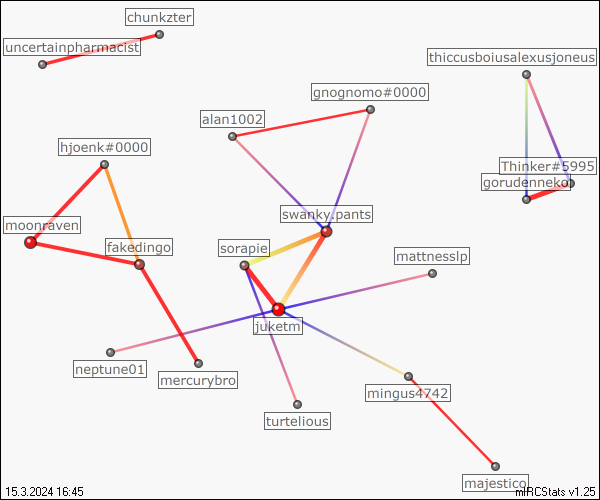 chunkzter
uncertainpharmacist
thiccusboiusalexusjoneus
gnognomo#0000
alan1002
hjoenk#0000
Thinker#5995
gorudenneko
swanky.pants
moonraven
fakedingo
sorapie
mattnesslp
juketm
neptune01
mercurybro
mingus4742
turtelious
majestico
15.3.2024 16:45
mIRCStats v1.25